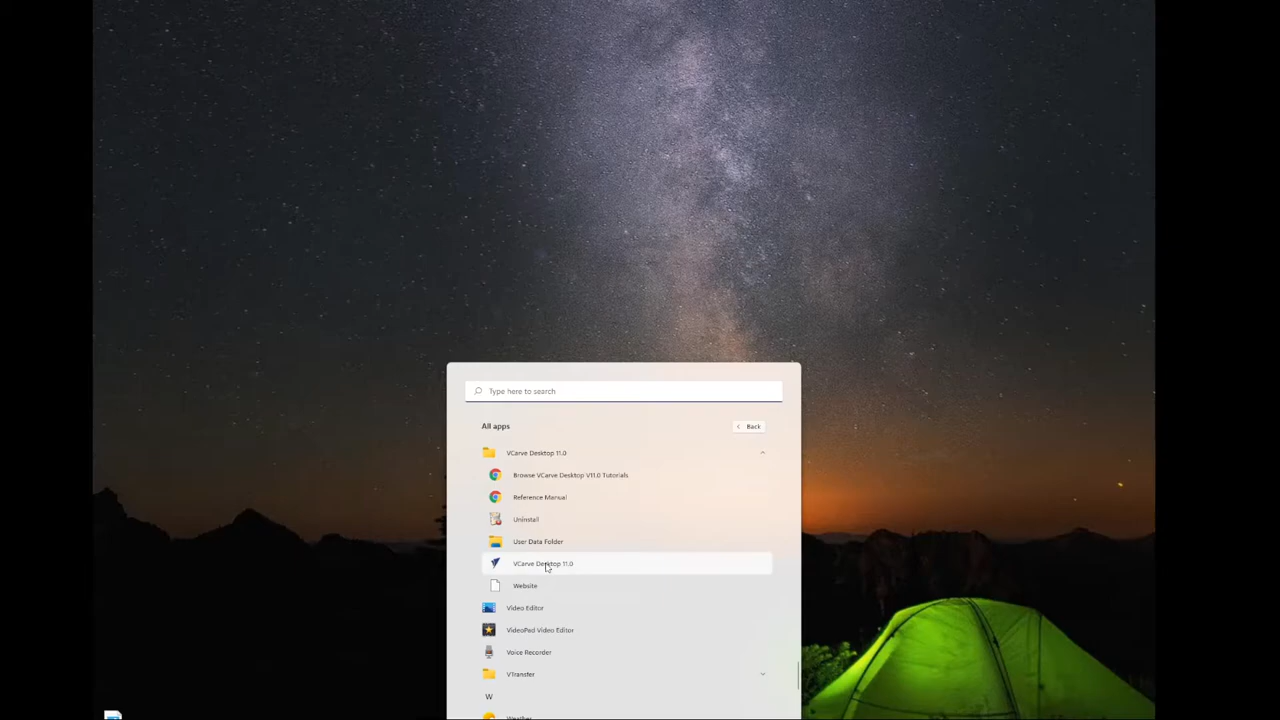 Type here to search
All apps
Back
VCarve Desktop 11.0
Browse VCarve Desktop V11.0 Tutorials
Reference Manual
Uninstall
User Data Folder
VCarve Desktop 11.0
Website
Video Editor
VideoPad Video Editor
Voice Recorder
VTransfer
W
Weather